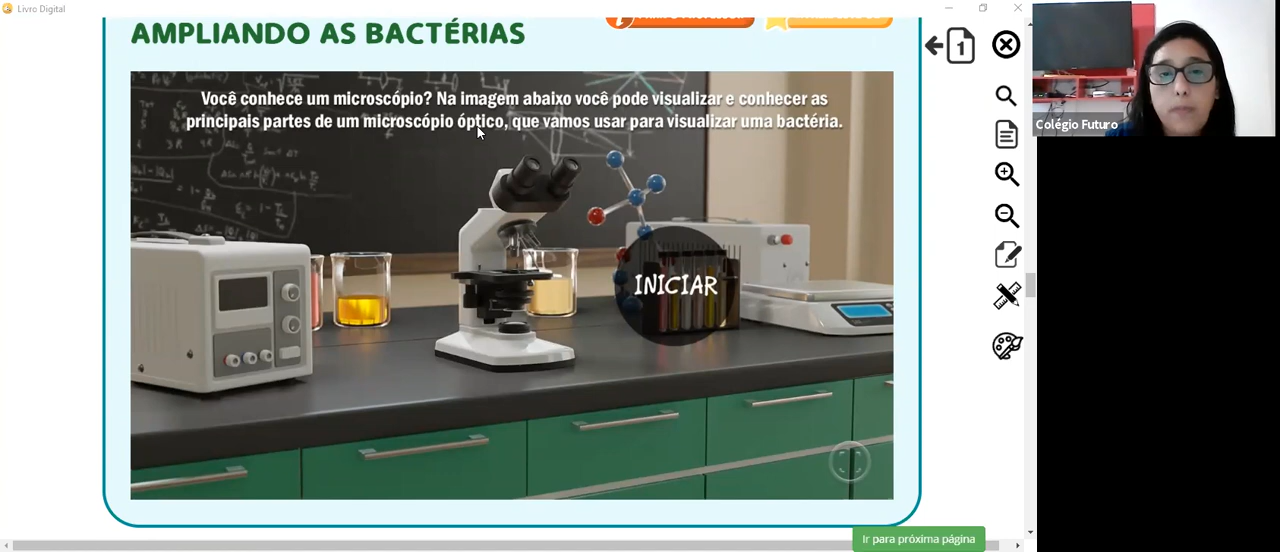 Livro Digital
AMPLIANDO AS BACTÉRIAS
Você conhece um microscópio? Na imagem abaixo você pode visualizar e conhecer as
principais partes de um microscópio óptico, que vamos usar para visualizar uma bactéria.
INICIAR
1
Colégio Futuro
Ir para próxima página